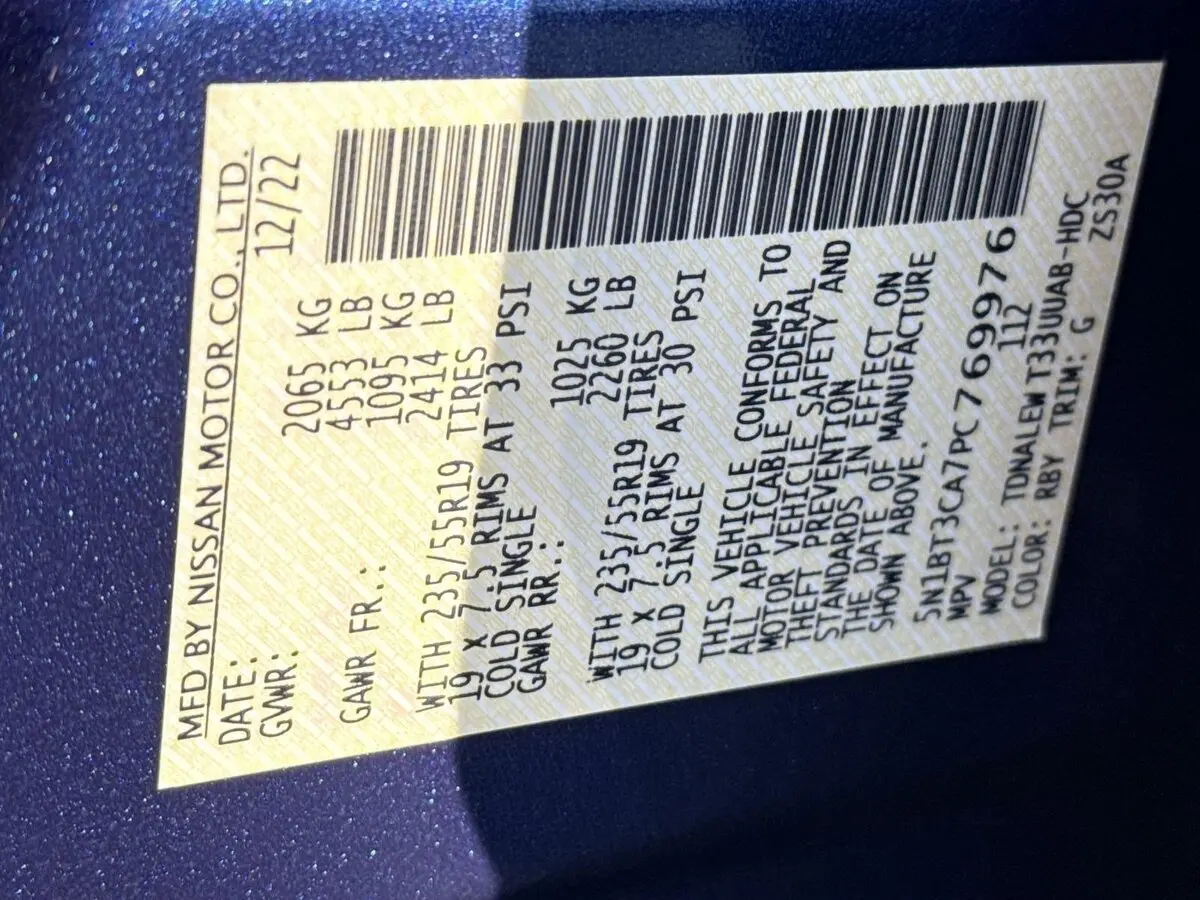 MFD BY NISSAN MOTOR CO., LTD.
DATE: 12/22
GVWR: 2065 KG
4553 LB
GAWR FR.: 1095 KG
2414 LB
WITH 235/55R19 TIRES
19 x 7.5 RIMS AT 33 PSI
COLD SINGLE
GAWR RR.: 1025 KG
2260 LB
WITH 235/55R19 TIRES
19 x 7.5 RIMS AT 30 PSI
COLD SINGLE
THIS VEHICLE CONFORMS TO
ALL APPLICABLE FEDERAL
MOTOR VEHICLE SAFETY AND
THEFT PREVENTION
STANDARDS IN EFFECT ON
THE DATE OF MANUFACTURE
SHOWN ABOVE.
5N1BT3CA7PC769976
MPV 112
MODEL: TDNALEWT33UUAB-HDC
COLOR: RBY TRIM: G ZS30A